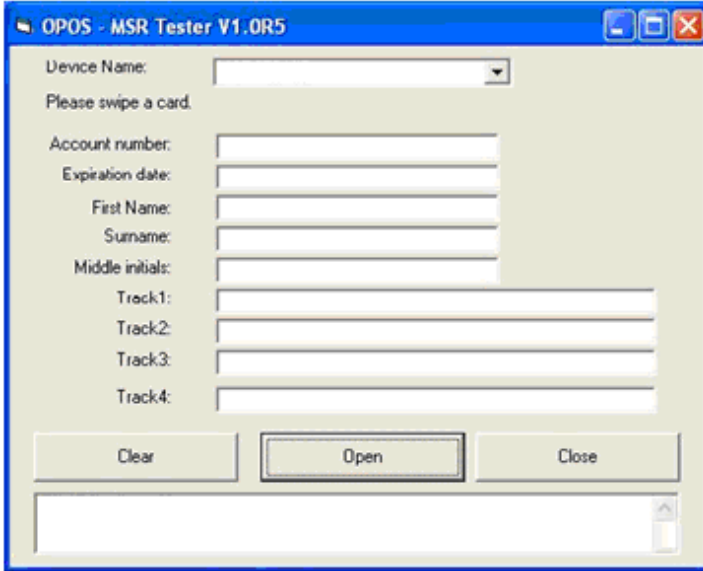 OPOS - MSR Tester V1.0R5
Device Name:
Please swipe a card.
Account number:
Expiration date:
First Name:
Surname:
Middle initials:
Track1:
Track2:
Track3:
Track4:
Clear Open Close